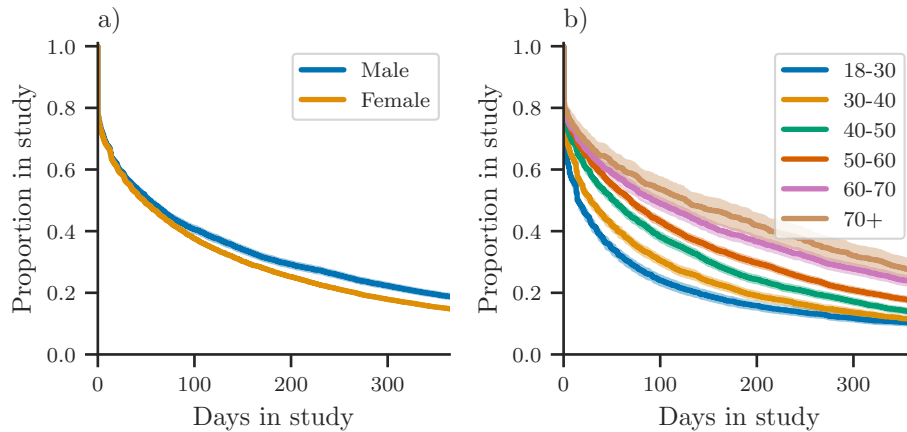 a)
Proportion in study
1.0
0.8
0.6
0.4
0.2
0.0
Male
Female
0 100 200 300
Days in study
b)
Proportion in study
1.0
0.8
0.6
0.4
0.2
0.0
18-30
30-40
40-50
50-60
60-70
70+
0 100 200 300
Days in study